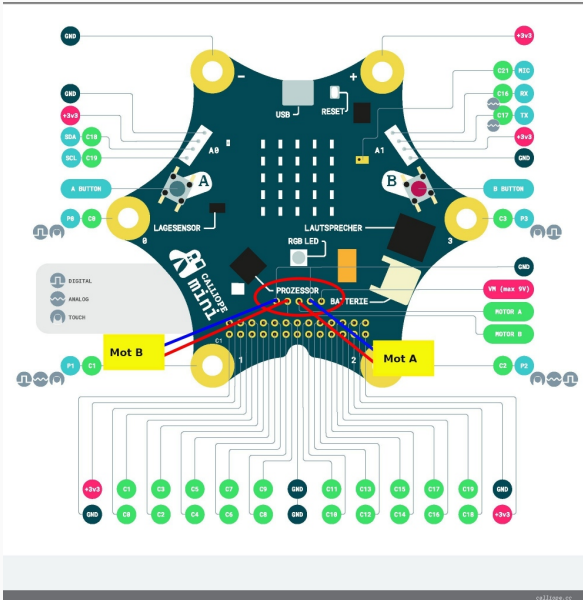 GND
+3v3
- +
USB
RESET
C21 MIC
GND
C16 RX
+3v3
C17 TX
SDA C18
A0
A1
+3v3
SCL C19
GND
A BUTTON
A
B
B BUTTON
P0 C0
C3 P3
LAGESENSOR
LAUTSPRECHER
0
3
RGB LED
CALLIOPE
mini
GND
DIGITAL
PROZESSOR
VM (max 9V)
ANALOG
BATTERIE
MOTOR A
TOUCH
MOTOR B
C1
Mot B
Mot A
P1 C1
1
2
C2 P2
+3v3 C1 C3 C5 C7 C9 GND C11 C13 C15 C17 C19 GND
GND C0 C2 C4 C6 C8 GND C10 C12 C14 C16 C18 +3v3
calliope.cc